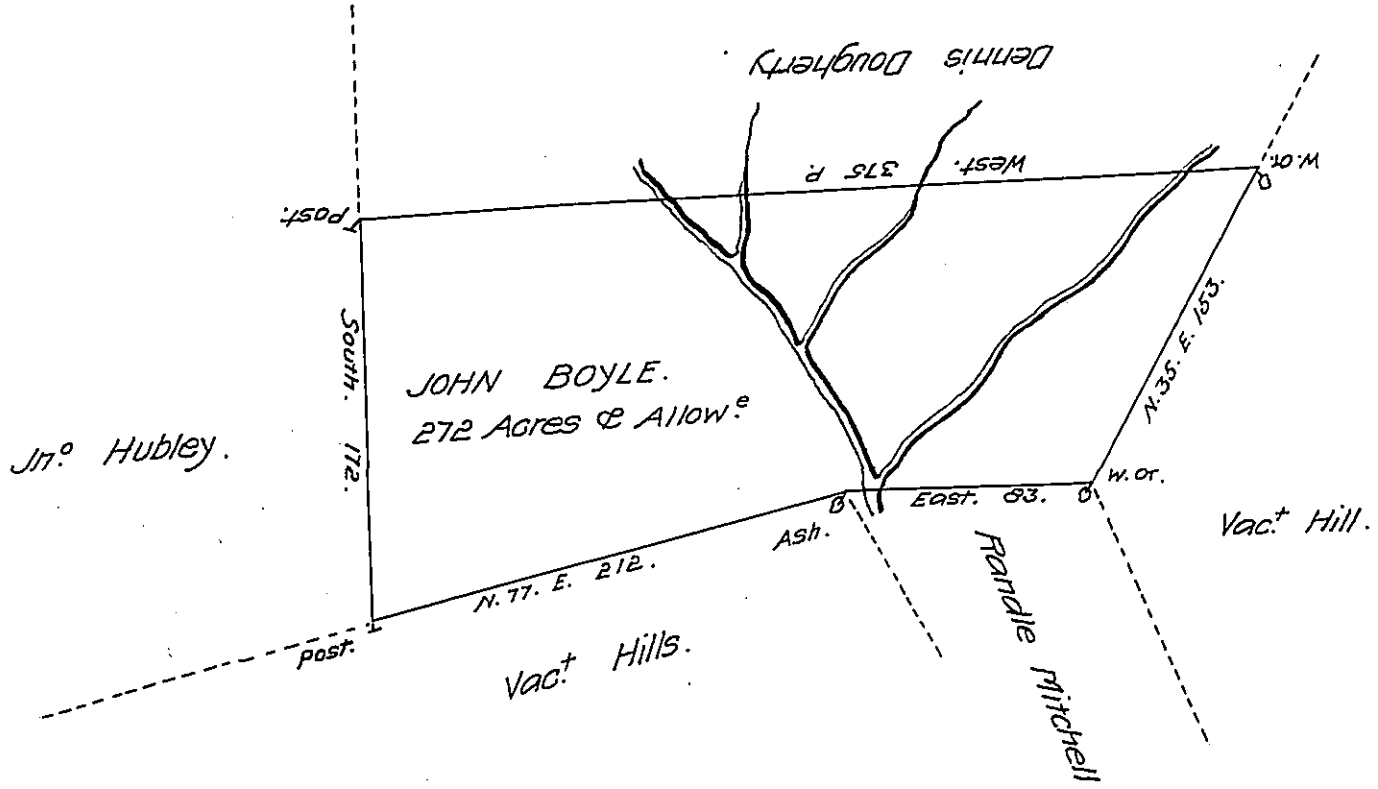 Dennis Dougherty
West. 375 P.
W. or.
Post.
South. 172.
JOHN BOYLE.
272 Acres & Allow.e
N. 35. E. 153.
Jn.o Hubley.
East. 83.
W. or.
Ash.
Vac.t Hill.
N. 77. E. 212.
Randle Mitchell
Post.
Vac.t Hills.